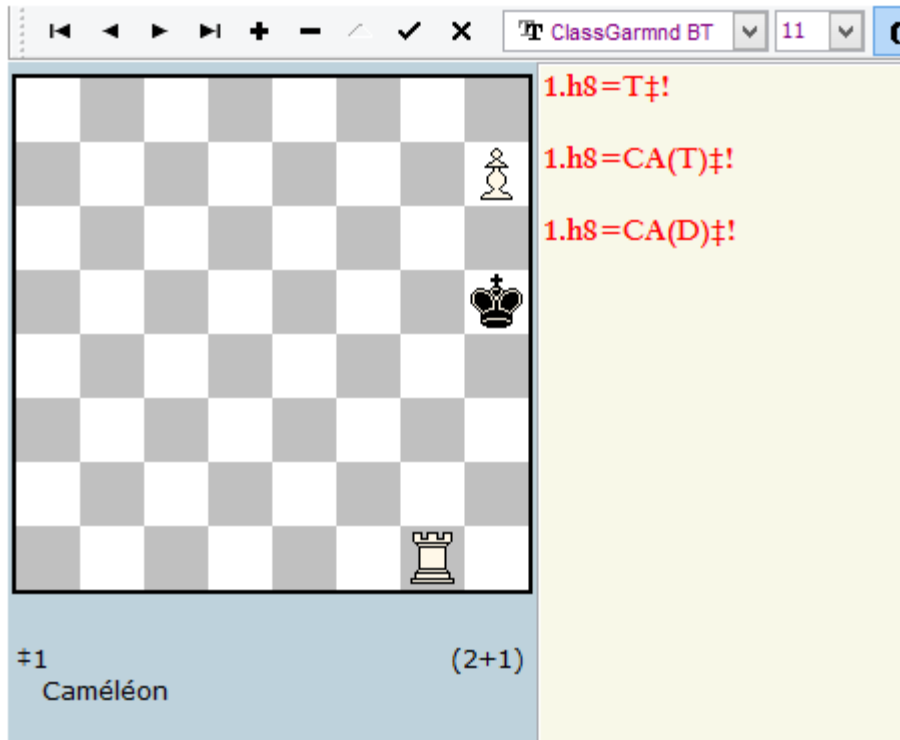 ClassGarmnd BT 11
1.h8=T‡!
1.h8=CA(T)‡!
1.h8=CA(D)‡!
‡1 (2+1)
Caméléon